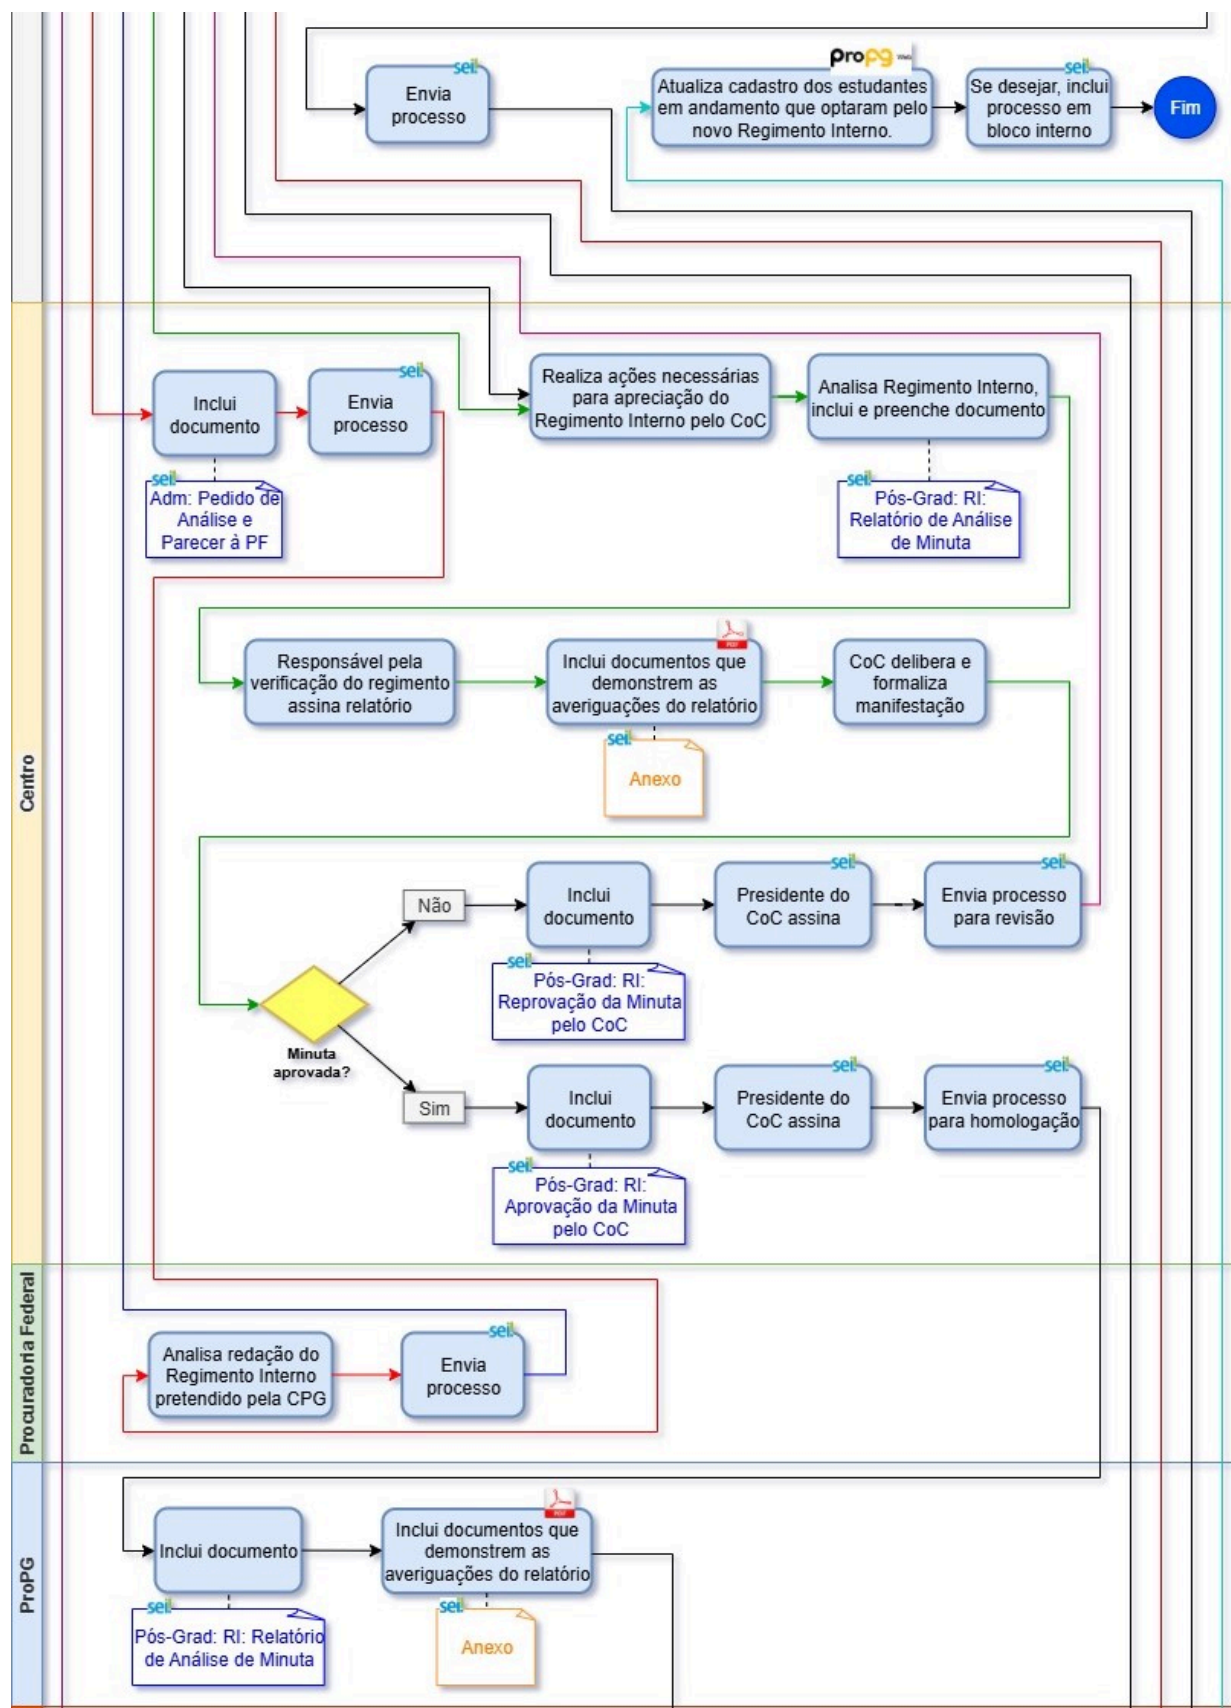 sei!
Envia
processo
ProPg Web
Atualiza cadastro dos estudantes
em andamento que optaram pelo
novo Regimento Interno.
sei!
Se desejar, inclui
processo em
bloco interno
Fim
Centro
Inclui
documento
sei!
Envia
processo
sei!
Adm: Pedido de
Análise e
Parecer à PF
Realiza ações necessárias
para apreciação do
Regimento Interno pelo CoC
Analisa Regimento Interno,
inclui e preenche documento
sei!
Pós-Grad: RI:
Relatório de Análise
de Minuta
Responsável pela
verificação do regimento
assina relatório
PDF
Inclui documentos que
demonstrem as
averiguações do relatório
sei!
Anexo
CoC delibera e
formaliza
manifestação
Minuta
aprovada?
Não
Inclui
documento
sei!
Pós-Grad: RI:
Reprovação da Minuta
pelo CoC
sei!
Presidente do
CoC assina
sei!
Envia processo
para revisão
Sim
Inclui
documento
sei!
Pós-Grad: RI:
Aprovação da Minuta
pelo CoC
sei!
Presidente do
CoC assina
sei!
Envia processo
para homologação
Procuradoria Federal
Analisa redação do
Regimento Interno
pretendido pela CPG
sei!
Envia
processo
ProPG
Inclui documento
sei!
Pós-Grad: RI: Relatório
de Análise de Minuta
PDF
Inclui documentos que
demonstrem as
averiguações do relatório
sei!
Anexo